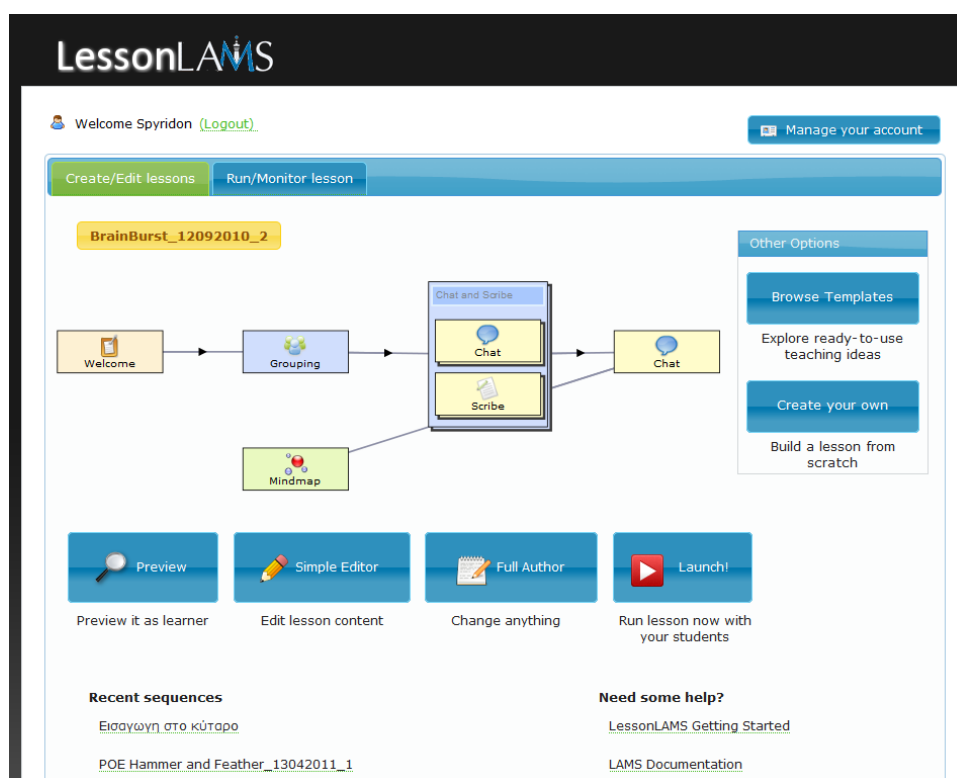 LessonLAMS
Welcome Spyridon (Logout)
Manage your account
Create/Edit lessons
Run/Monitor lesson
BrainBurst_12092010_2
Welcome
Grouping
Chat and Scribe
Chat
Scribe
Chat
Mindmap
Other Options
Browse Templates
Explore ready-to-use
teaching ideas
Create your own
Build a lesson from
scratch
Preview
Preview it as learner
Simple Editor
Edit lesson content
Full Author
Change anything
Launch!
Run lesson now with
your students
Recent sequences
Εισαγωγη στο κύταρο
POE Hammer and Feather_13042011_1
Need some help?
LessonLAMS Getting Started
LAMS Documentation